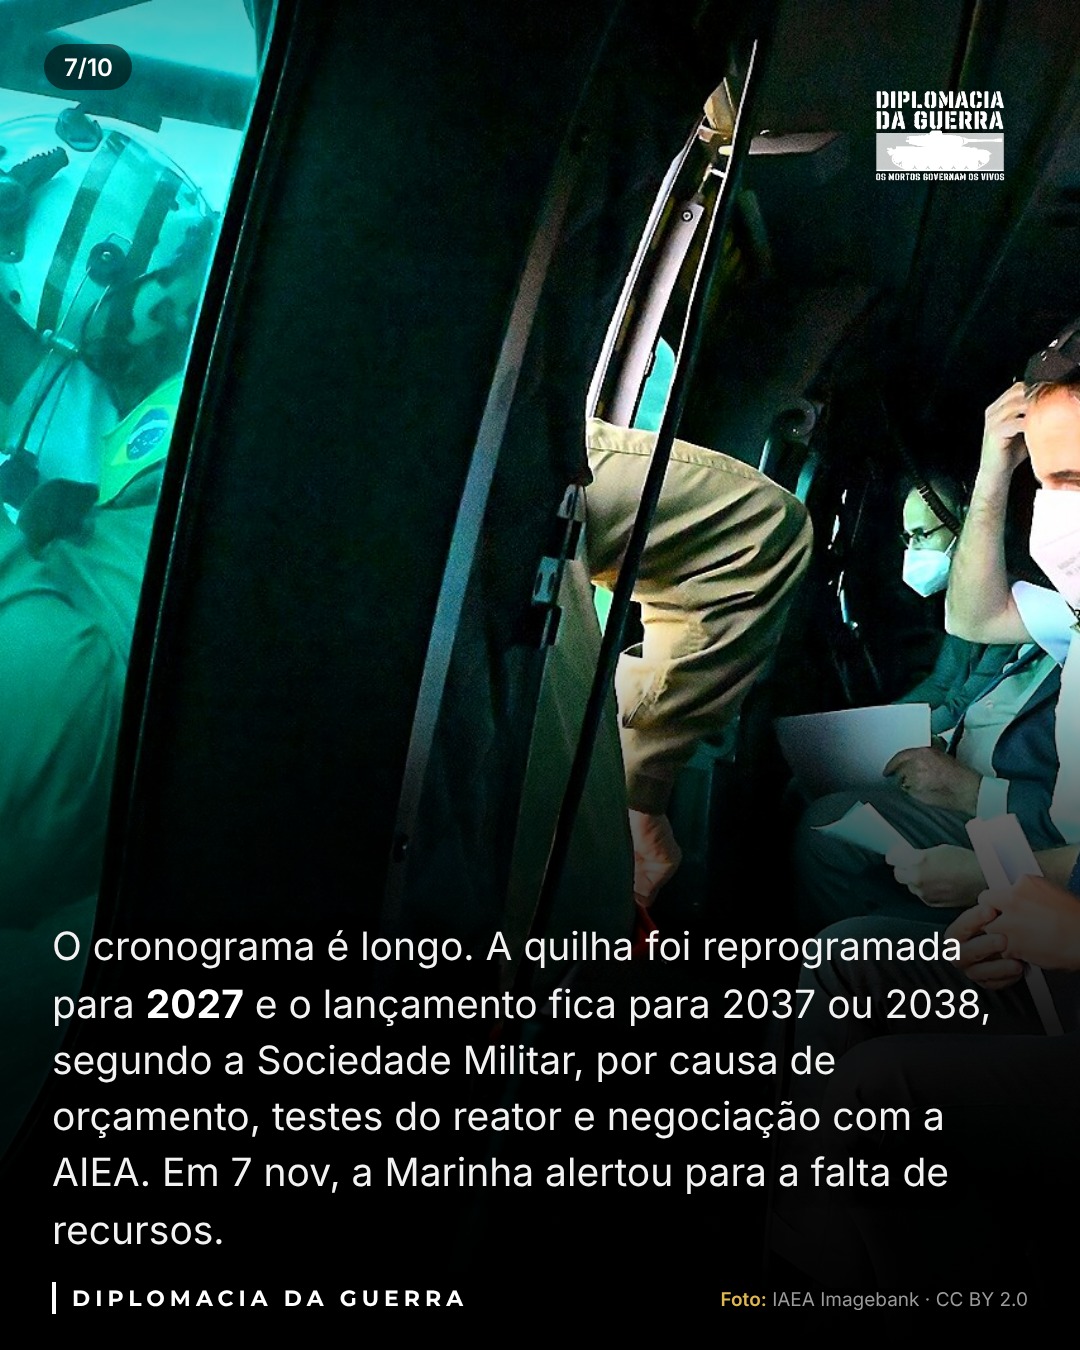 7/10
DIPLOMACIA
DA GUERRA
OS MORTOS GOVERNAM OS VIVOS
O cronograma é longo. A quilha foi reprogramada
para 2027 e o lançamento fica para 2037 ou 2038,
segundo a Sociedade Militar, por causa de
orçamento, testes do reator e negociação com a
AIEA. Em 7 nov, a Marinha alertou para a falta de
recursos.
DIPLOMACIA DA GUERRA
Foto: IAEA Imagebank · CC BY 2.0